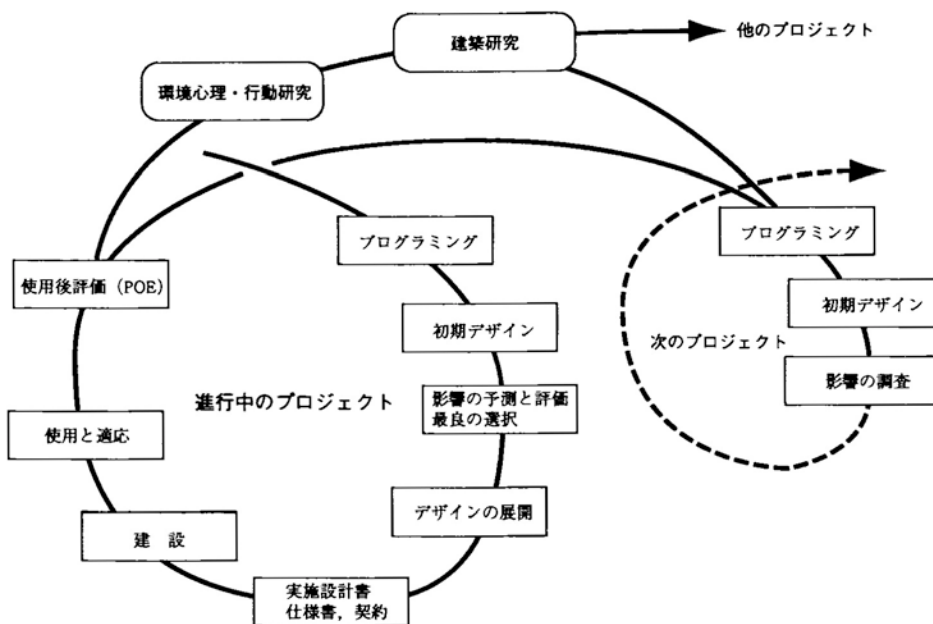 建築研究
他のプロジェクト
環境心理・行動研究
プログラミング
プログラミング
使用後評価（POE）
初期デザイン
初期デザイン
次のプロジェクト
影響の調査
進行中のプロジェクト
影響の予測と評価
最良の選択
使用と適応
デザインの展開
建　設
実施設計書
仕様書，契約